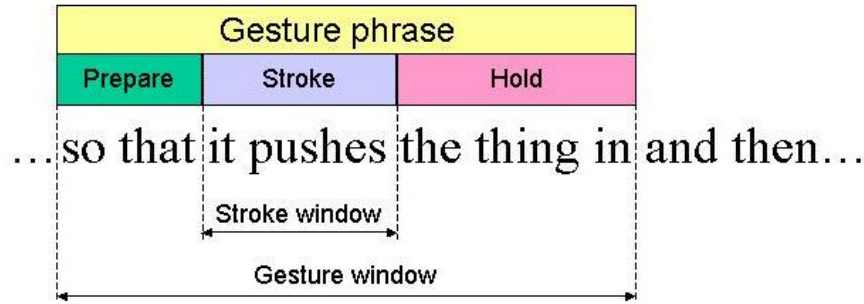 Gesture phrase
Prepare Stroke Hold
...so that it pushes the thing in and then...
Stroke window
Gesture window